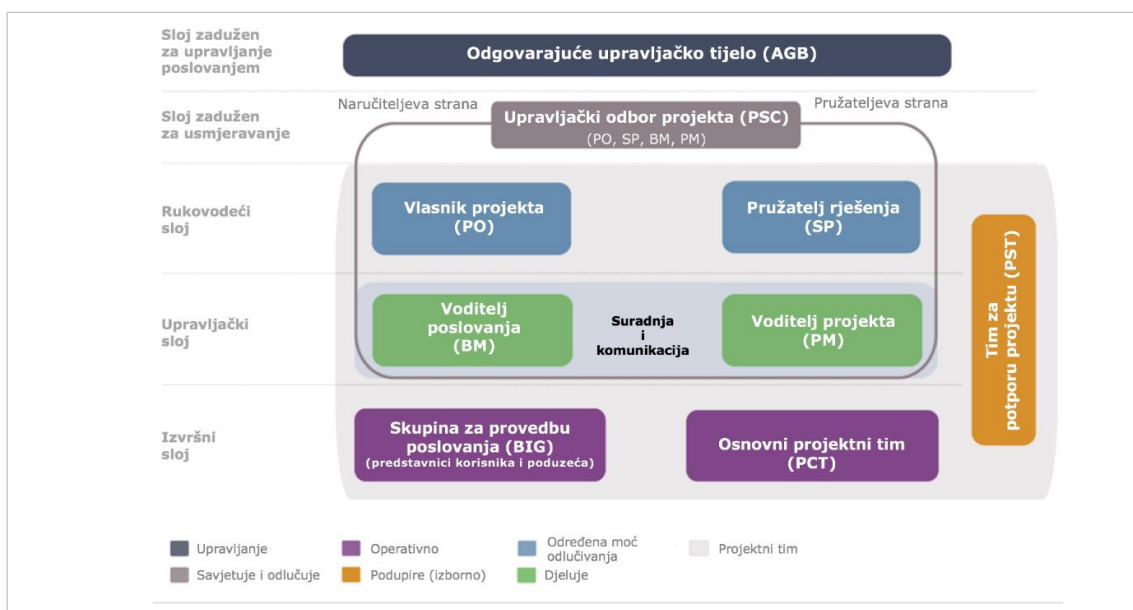 Sloj zadužen
za upravljanje
poslovanjem
Odgovarajuće upravljačko tijelo (AGB)
Sloj zadužen
za usmjeravanje
Naručiteljeva strana
Pružateljeva strana
Upravljački odbor projekta (PSC)
(PO, SP, BM, PM)
Rukovodeći
sloj
Vlasnik projekta
(PO)
Pružatelj rješenja
(SP)
Upravljački
sloj
Voditelj
poslovanja
(BM)
Suradnja
i
komunikacija
Voditelj projekta
(PM)
Izvršni
sloj
Skupina za provedbu
poslovanja (BIG)
(predstavnici korisnika i poduzeća)
Osnovni projektni tim
(PCT)
Tim za
potporu projektu (PST)
Upravljanje
Operativno
Određena moć
odlučivanja
Projektni tim
Savjetuje i odlučuje
Podupire (izborno)
Djeluje